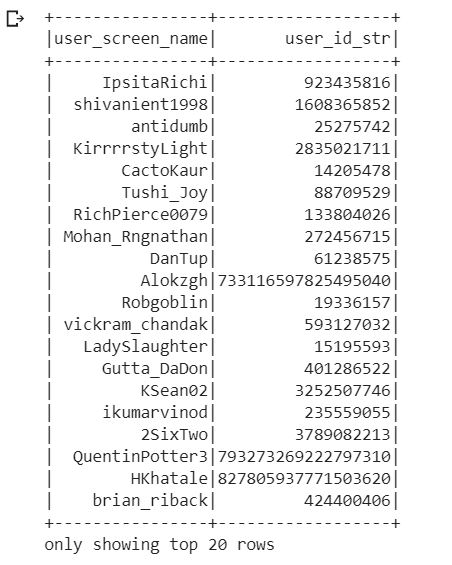 +---------------+------------------+
|user_screen_name|       user_id_str|
+---------------+------------------+
|     IpsitaRichi|         923435816|
|  shivanient1998|        1608365852|
|        antidumb|          25275742|
|  KirrrrstyLight|        2835021711|
|       CactoKaur|          14205478|
|       Tushi_Joy|          88709529|
|  RichPierce0079|         133804026|
| Mohan_Rngnathan|         272456715|
|          DanTup|          61238575|
|         Alokzgh|733116597825495040|
|       Robgoblin|          19336157|
| vickram_chandak|         593127032|
|   LadySlaughter|          15195593|
|     Gutta_DaDon|         401286522|
|         KSean02|        3252507746|
|     ikumarvinod|         235559055|
|         2SixTwo|        3789082213|
|  QuentinPotter3|793273269222797310|
|        HKhatale|827805937771503620|
|    brian_riback|         424400406|
+---------------+------------------+
only showing top 20 rows